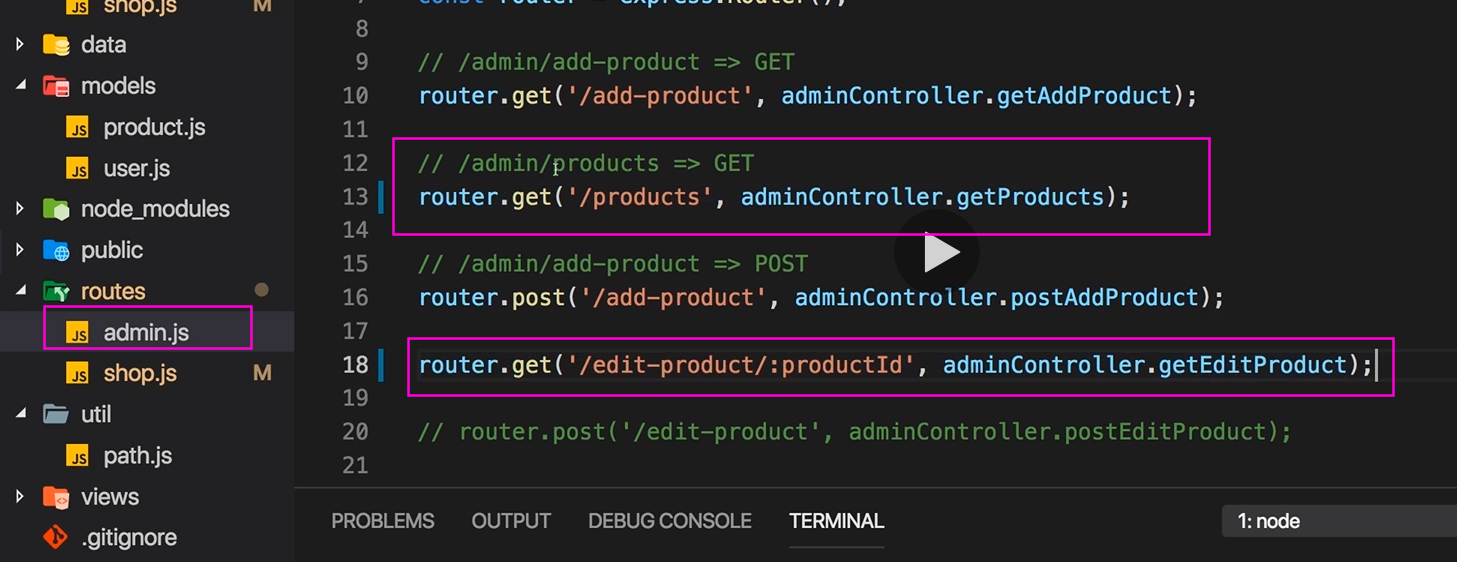 shop.js M
data
models
product.js
user.js
node_modules
public
routes
admin.js
shop.js M
util
path.js
views
.gitignore
7 const router = express.Router();
8
9 // /admin/add-product => GET
10 router.get('/add-product', adminController.getAddProduct);
11
12 // /admin/products => GET
13 router.get('/products', adminController.getProducts);
14
15 // /admin/add-product => POST
16 router.post('/add-product', adminController.postAddProduct);
17
18 router.get('/edit-product/:productId', adminController.getEditProduct);
19
20 // router.post('/edit-product', adminController.postEditProduct);
21
PROBLEMS OUTPUT DEBUG CONSOLE TERMINAL 1: node